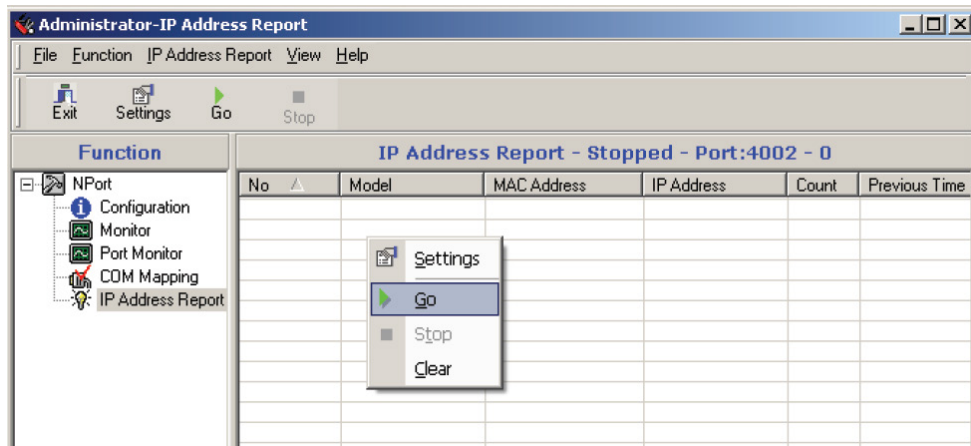 Administrator-IP Address Report
File Function IP Address Report View Help
Exit Settings Go Stop
Function
IP Address Report - Stopped - Port:4002 - 0
NPort
Configuration
Monitor
Port Monitor
COM Mapping
IP Address Report
No Model MAC Address IP Address Count Previous Time
Settings
Go
Stop
Clear